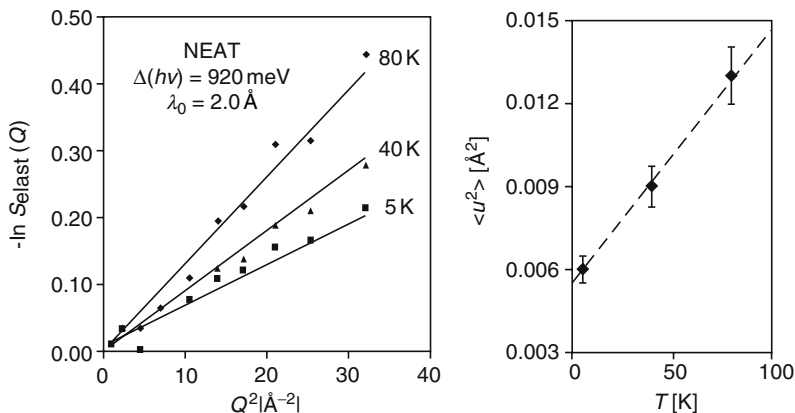 0.50
0.40
0.30
0.20
0.10
0.00
-ln Selast (Q)
NEAT
Δ(hν) = 920 meV
λ0 = 2.0 Å
80 K
40 K
5 K
0 10 20 30 40
Q²|Å⁻²]
0.015
0.012
0.009
0.006
0.003
<u²> [Å²]
0 50 100
T [K]